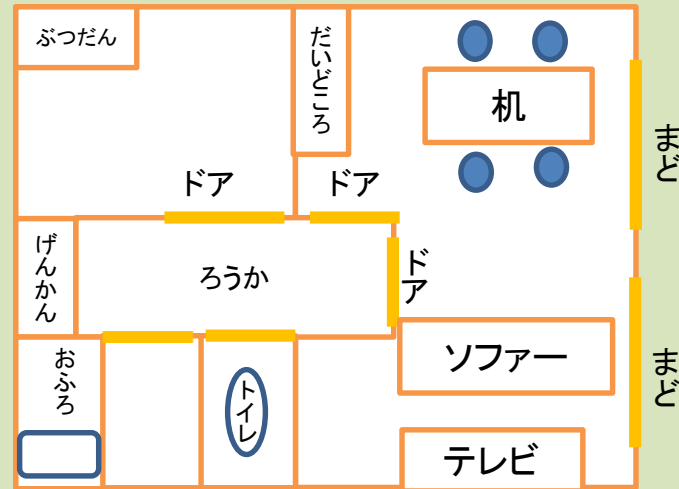 ぶつだん
だいどころ
机
まど
ドア
ドア
げんかん
ろうか
ドア
ソファー
まど
おふろ
トイレ
テレビ